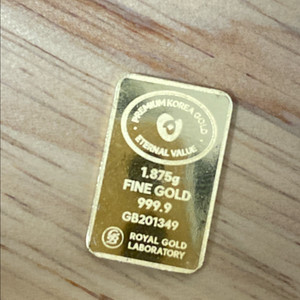 PREMIUM KOREA GOLD
ETERNAL VALUE
1.875g
FINE GOLD
999.9
GB201349
ROYAL GOLD
LABORATORY